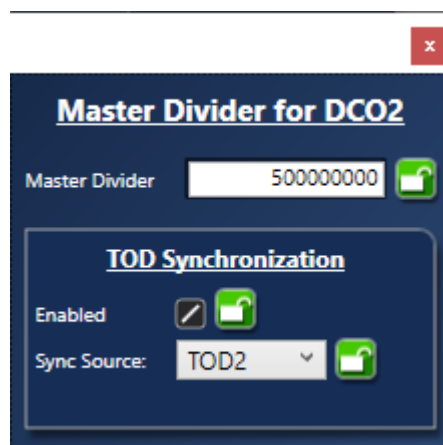 x
Master Divider for DCO2
Master Divider 500000000
TOD Synchronization
Enabled
Sync Source: TOD2